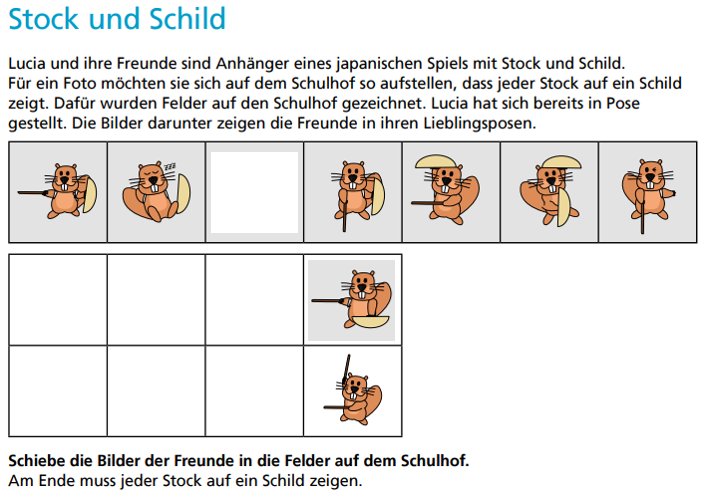 Stock und Schild
Lucia und ihre Freunde sind Anhänger eines japanischen Spiels mit Stock und Schild.
Für ein Foto möchten sie sich auf dem Schulhof so aufstellen, dass jeder Stock auf ein Schild
zeigt. Dafür wurden Felder auf den Schulhof gezeichnet. Lucia hat sich bereits in Pose
gestellt. Die Bilder darunter zeigen die Freunde in ihren Lieblingsposen.
zzz
Schiebe die Bilder der Freunde in die Felder auf dem Schulhof.
Am Ende muss jeder Stock auf ein Schild zeigen.